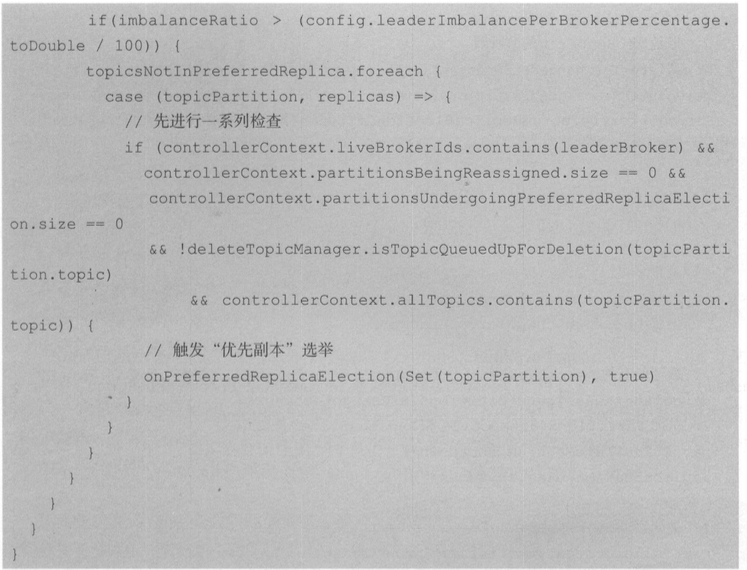 if(imbalanceRatio > (config.leaderImbalancePerBrokerPercentage.
toDouble / 100)) {
topicsNotInPreferredReplica.foreach {
case (topicPartition, replicas) => {
// 先进行一系列检查
if (controllerContext.liveBrokerIds.contains(leaderBroker) &&
controllerContext.partitionsBeingReassigned.size == 0 &&
controllerContext.partitionsUndergoingPreferredReplicaElecti
on.size == 0
&& !deleteTopicManager.isTopicQueuedUpForDeletion(topicParti
tion.topic)
&& controllerContext.allTopics.contains(topicPartition.
topic)) {
// 触发“优先副本”选举
onPreferredReplicaElection(Set(topicPartition), true)
}
}
}
}
}
}
}